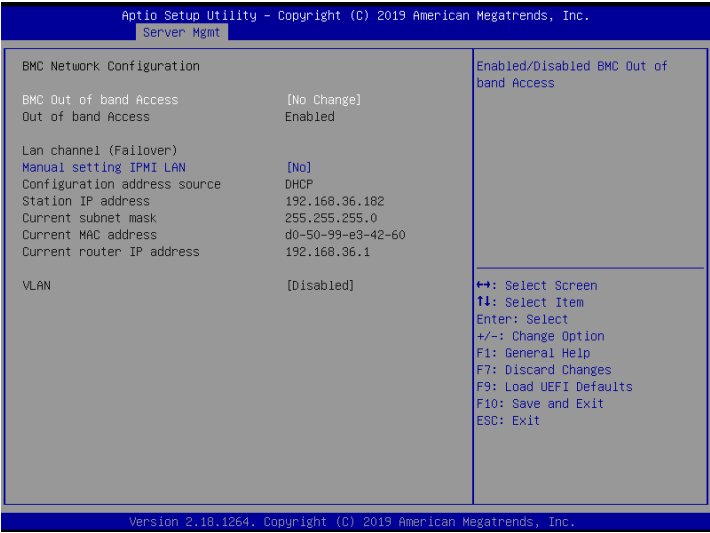 Aptio Setup Utility – Copyright (C) 2019 American Megatrends, Inc.
Server Mgmt
BMC Network Configuration
BMC Out of band Access [No Change]
Out of band Access Enabled
Lan channel (Failover)
Manual setting IPMI LAN [No]
Configuration address source DHCP
Station IP address 192.168.36.182
Current subnet mask 255.255.255.0
Current MAC address d0-50-99-e3-42-60
Current router IP address 192.168.36.1
VLAN [Disabled]
Enabled/Disabled BMC Out of
band Access
↔: Select Screen
↑↓: Select Item
Enter: Select
+/-: Change Option
F1: General Help
F7: Discard Changes
F9: Load UEFI Defaults
F10: Save and Exit
ESC: Exit
Version 2.18.1264. Copyright (C) 2019 American Megatrends, Inc.